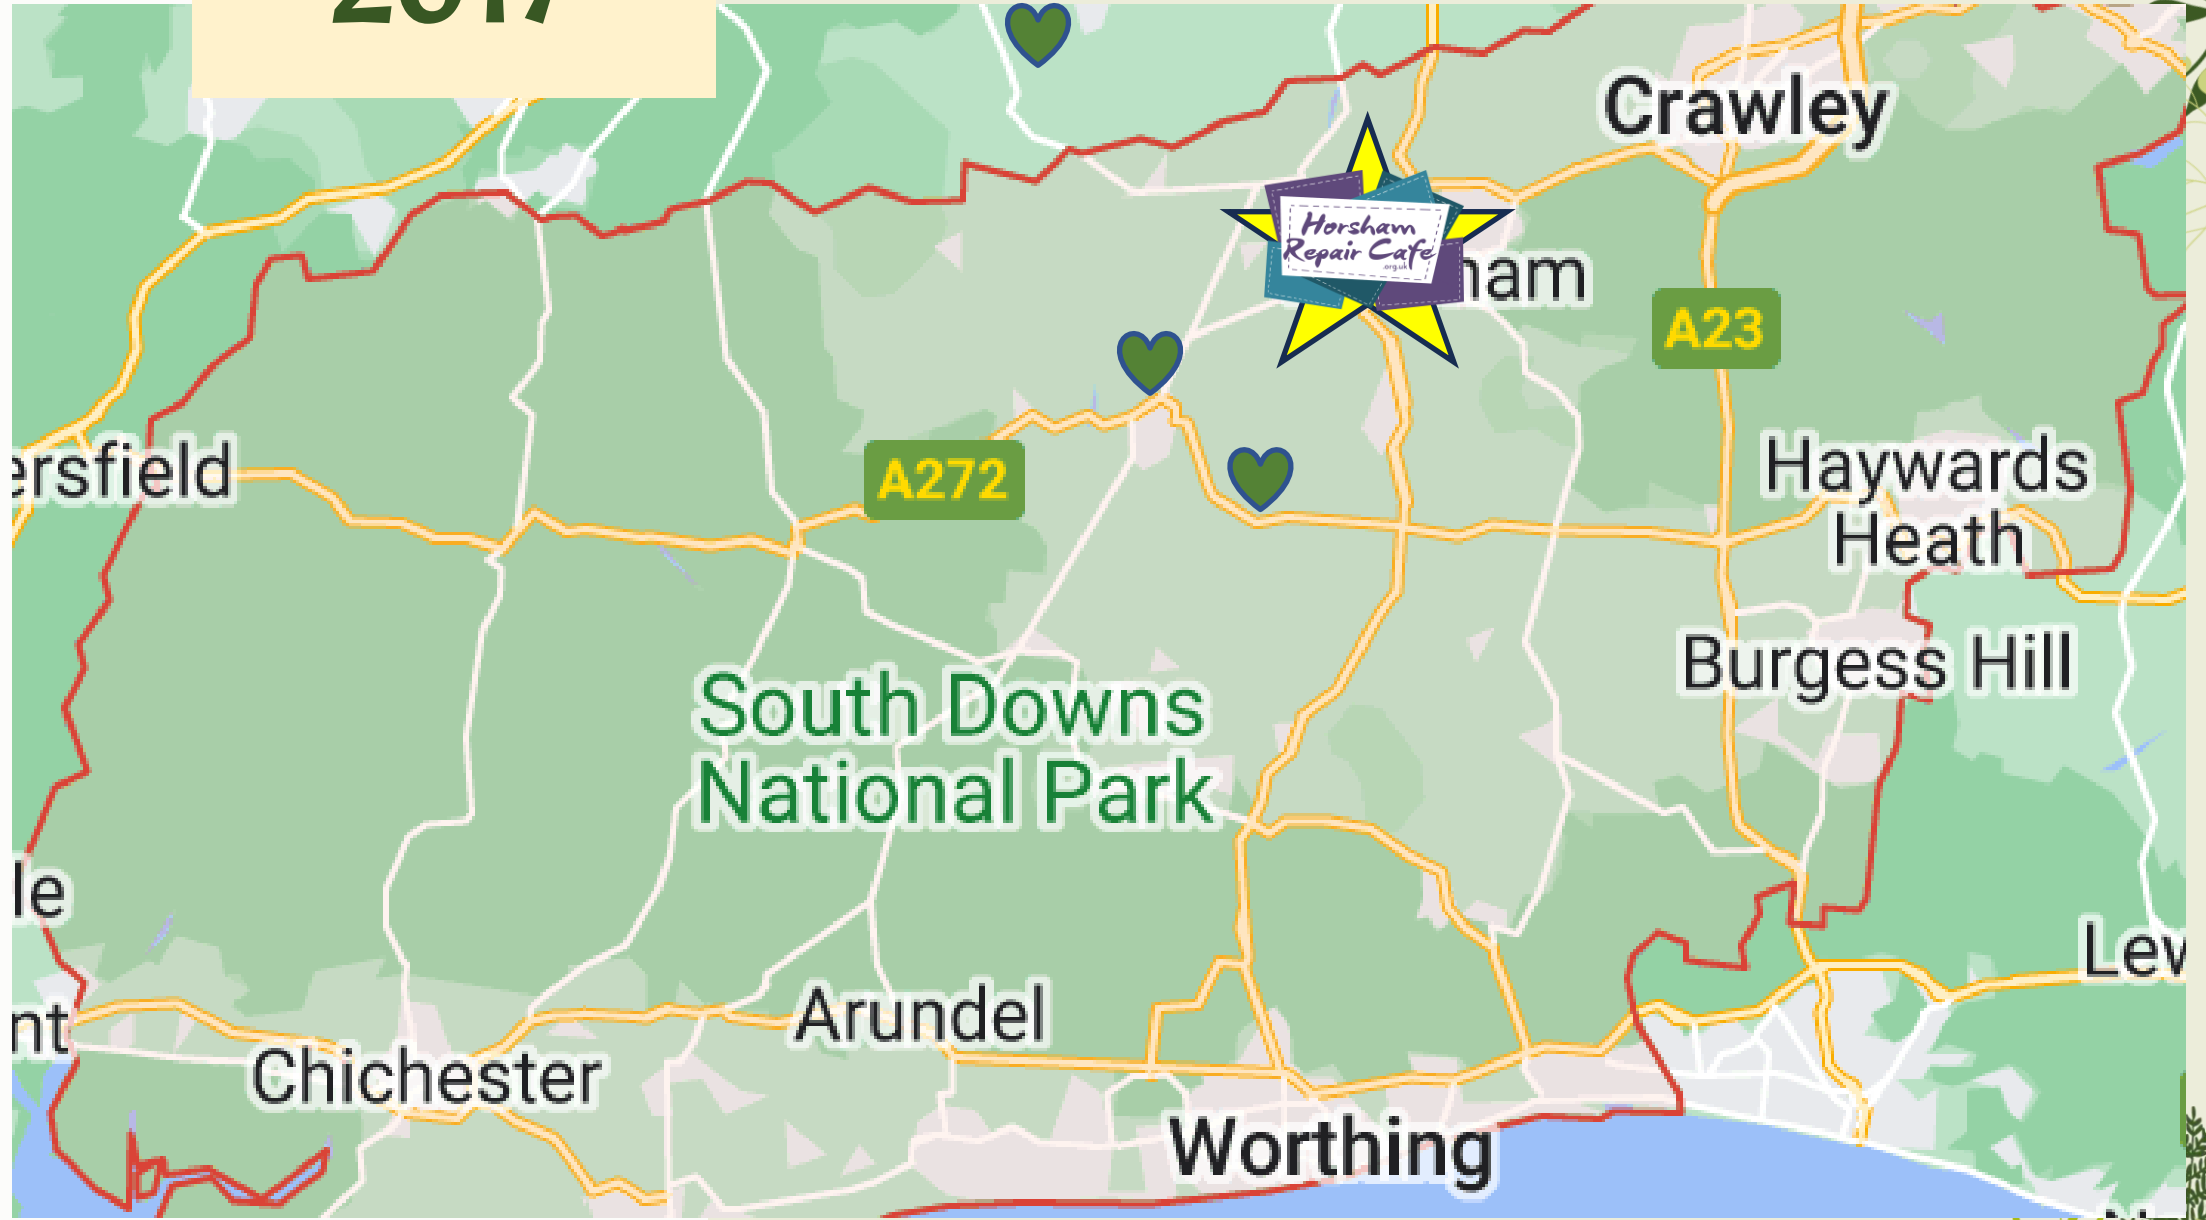 2017
Crawley
Horsham
Repair Cafe
.org.uk
ham
A23
ersfield
A272
Haywards
Heath
Burgess Hill
South Downs
National Park
le
Lew
nt
Arundel
Chichester
Worthing